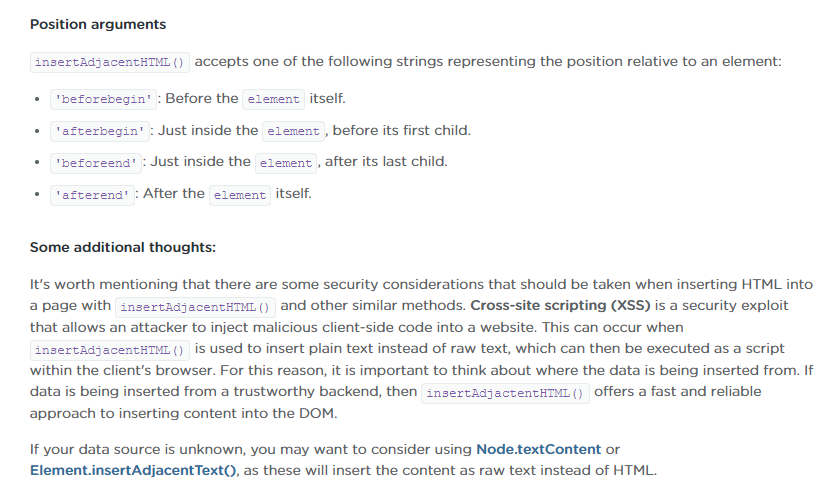 Position arguments
insertAdjacentHTML() accepts one of the following strings representing the position relative to an element:
• 'beforebegin': Before the element itself.
• 'afterbegin': Just inside the element, before its first child.
• 'beforeend': Just inside the element, after its last child.
• 'afterend': After the element itself.
Some additional thoughts:
It's worth mentioning that there are some security considerations that should be taken when inserting HTML into
a page with insertAdjacentHTML() and other similar methods. Cross-site scripting (XSS) is a security exploit
that allows an attacker to inject malicious client-side code into a website. This can occur when
insertAdjacentHTML() is used to insert plain text instead of raw text, which can then be executed as a script
within the client's browser. For this reason, it is important to think about where the data is being inserted from. If
data is being inserted from a trustworthy backend, then insertAdjactentHTML() offers a fast and reliable
approach to inserting content into the DOM.
If your data source is unknown, you may want to consider using Node.textContent or
Element.insertAdjacentText(), as these will insert the content as raw text instead of HTML.